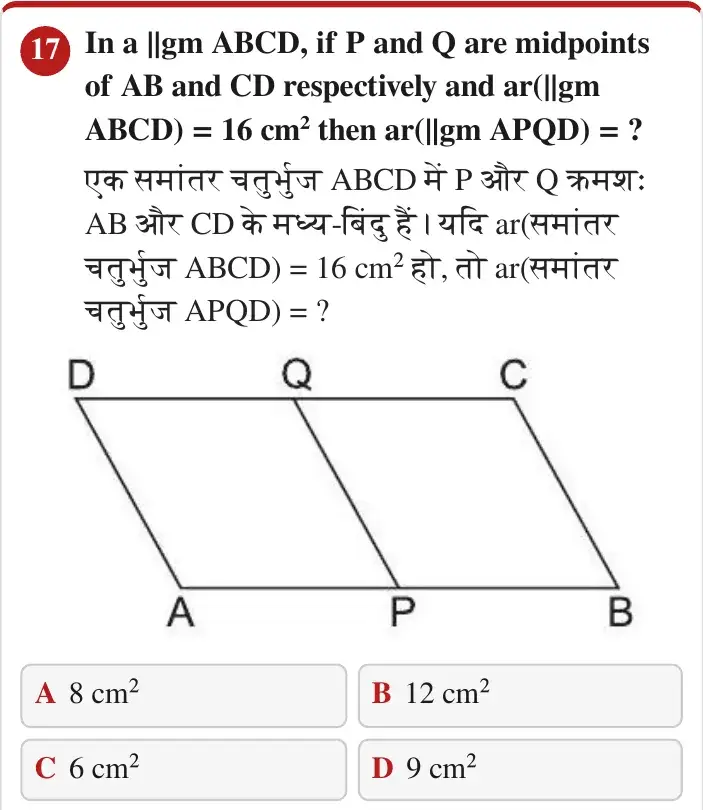 17 In a ||gm ABCD, if P and Q are midpoints
of AB and CD respectively and ar(||gm
ABCD) = 16 cm² then ar(||gm APQD) = ?
एक समांतर चतुर्भुज ABCD में P और Q क्रमशः
AB और CD के मध्य-बिंदु हैं। यदि ar(समांतर
चतुर्भुज ABCD) = 16 cm² हो, तो ar(समांतर
चतुर्भुज APQD) = ?
D Q C
A P B
A 8 cm² B 12 cm²
C 6 cm² D 9 cm²